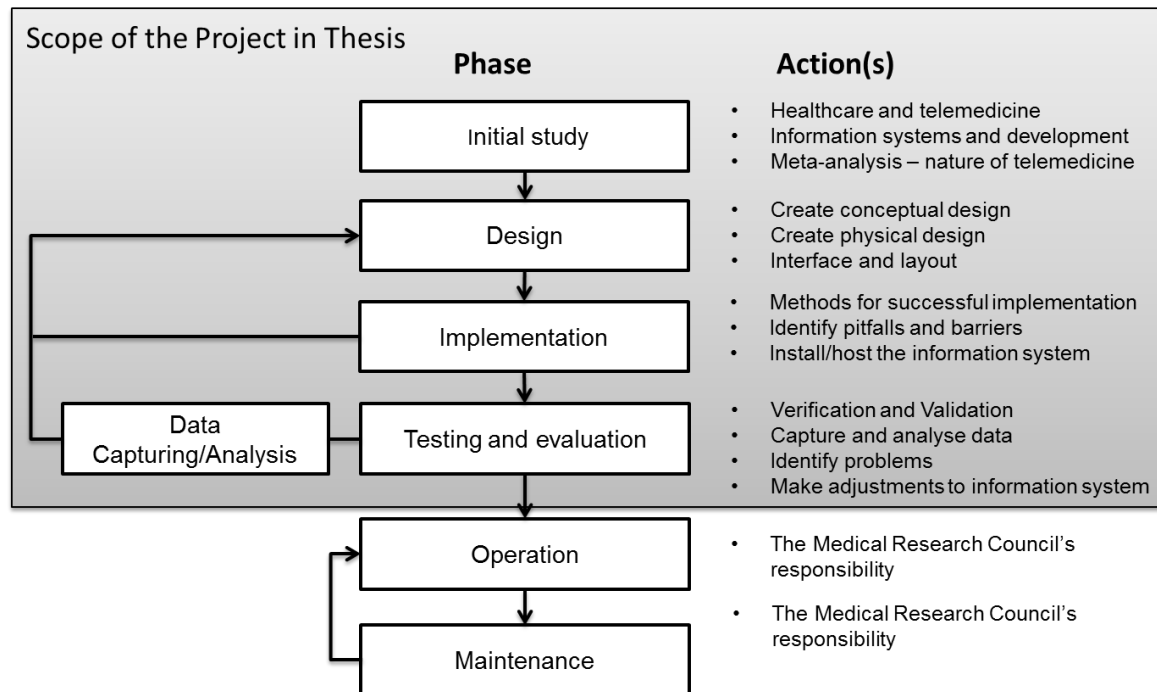 Scope of the Project in Thesis
Phase
Action(s)
Initial study
• Healthcare and telemedicine
• Information systems and development
• Meta-analysis – nature of telemedicine
Design
• Create conceptual design
• Create physical design
• Interface and layout
Implementation
• Methods for successful implementation
• Identify pitfalls and barriers
• Install/host the information system
Data
Capturing/Analysis
Testing and evaluation
• Verification and Validation
• Capture and analyse data
• Identify problems
• Make adjustments to information system
Operation
• The Medical Research Council’s
responsibility
Maintenance
• The Medical Research Council’s
responsibility